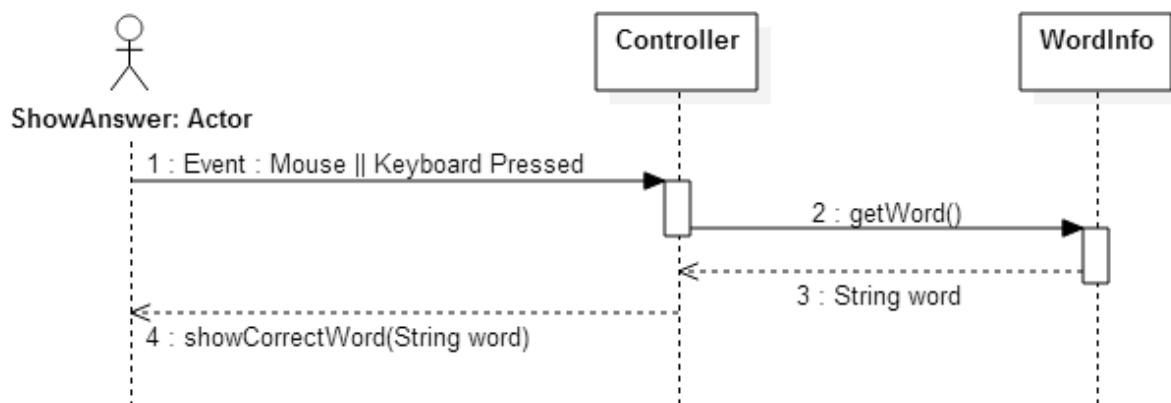 Controller
WordInfo
ShowAnswer: Actor
1 : Event : Mouse || Keyboard Pressed
2 : getWord()
3 : String word
4 : showCorrectWord(String word)